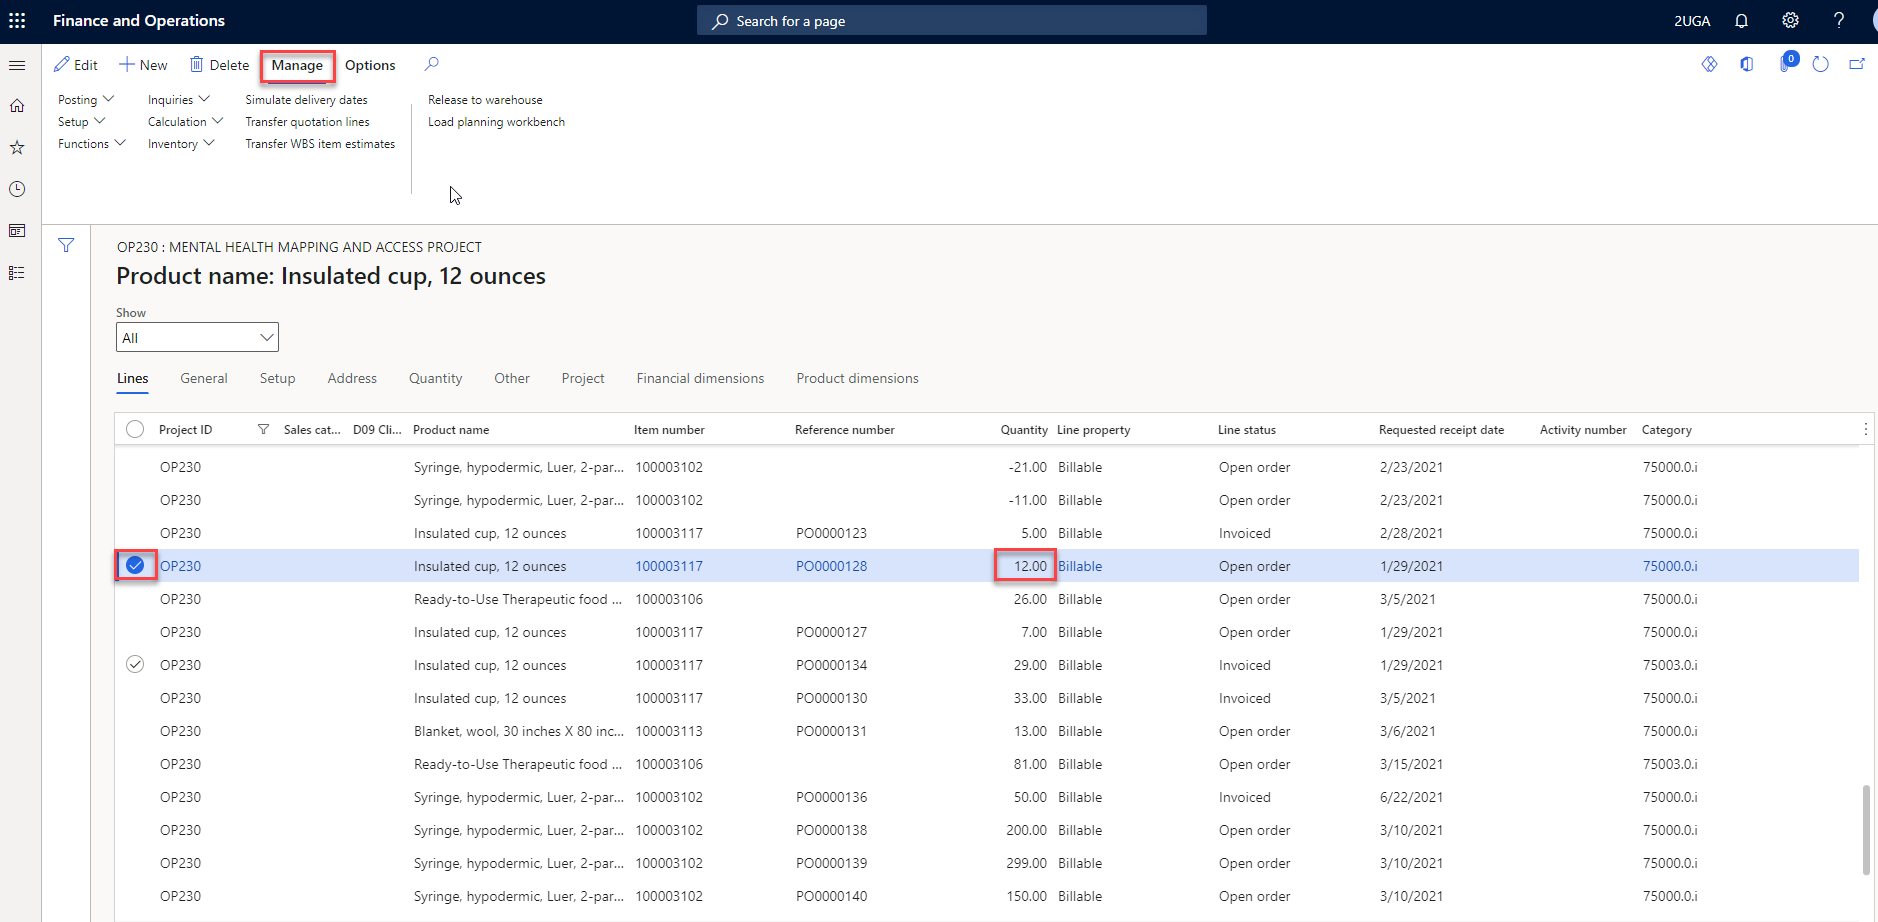 Finance and Operations
Search for a page
2UGA
?
Edit
New
Delete
Manage
Options
0
Posting
Inquiries
Simulate delivery dates
Release to warehouse
Setup
Calculation
Transfer quotation lines
Load planning workbench
Functions
Inventory
Transfer WBS item estimates
OP230 : MENTAL HEALTH MAPPING AND ACCESS PROJECT
Product name: Insulated cup, 12 ounces
Show
All
Lines General Setup Address Quantity Other Project Financial dimensions Product dimensions
Project ID Sales cat... D09 Cli... Product name Item number Reference number Quantity Line property Line status Requested receipt date Activity number Category
OP230 Syringe, hypodermic, Luer, 2-par... 100003102 -21.00 Billable Open order 2/23/2021 75000.0.i
OP230 Syringe, hypodermic, Luer, 2-par... 100003102 -11.00 Billable Open order 2/23/2021 75000.0.i
OP230 Insulated cup, 12 ounces 100003117 PO0000123 5.00 Billable Invoiced 2/28/2021 75000.0.i
OP230 Insulated cup, 12 ounces 100003117 PO0000128 12.00 Billable Open order 1/29/2021 75000.0.i
OP230 Ready-to-Use Therapeutic food ... 100003106 26.00 Billable Open order 3/5/2021 75000.0.i
OP230 Insulated cup, 12 ounces 100003117 PO0000127 7.00 Billable Open order 1/29/2021 75000.0.i
OP230 Insulated cup, 12 ounces 100003117 PO0000134 29.00 Billable Invoiced 1/29/2021 75003.0.i
OP230 Insulated cup, 12 ounces 100003117 PO0000130 33.00 Billable Invoiced 3/5/2021 75000.0.i
OP230 Blanket, wool, 30 inches X 80 inc... 100003113 PO0000131 13.00 Billable Open order 3/6/2021 75000.0.i
OP230 Ready-to-Use Therapeutic food ... 100003106 81.00 Billable Open order 3/15/2021 75003.0.i
OP230 Syringe, hypodermic, Luer, 2-par... 100003102 PO0000136 50.00 Billable Invoiced 6/22/2021 75000.0.i
OP230 Syringe, hypodermic, Luer, 2-par... 100003102 PO0000138 200.00 Billable Open order 3/10/2021 75000.0.i
OP230 Syringe, hypodermic, Luer, 2-par... 100003102 PO0000139 299.00 Billable Open order 3/10/2021 75000.0.i
OP230 Syringe, hypodermic, Luer, 2-par... 100003102 PO0000140 150.00 Billable Open order 3/10/2021 75000.0.i